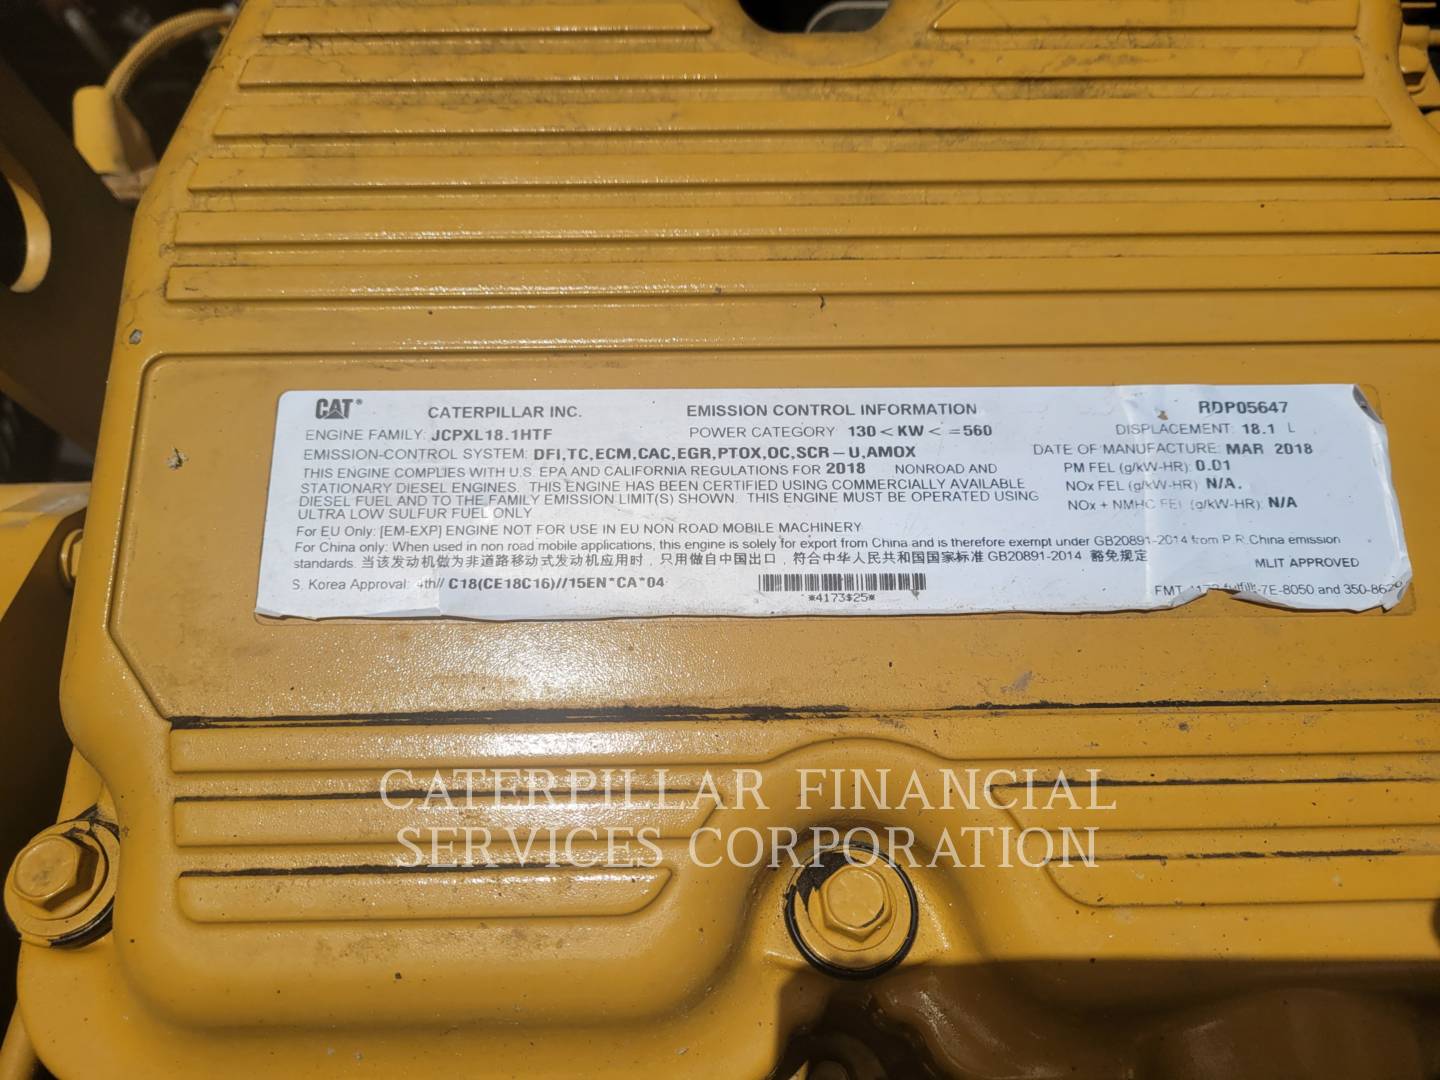 CAT® CATERPILLAR INC. EMISSION CONTROL INFORMATION RDP05647
ENGINE FAMILY: JCPXL18.1HTF POWER CATEGORY 130 < KW < =560 DISPLACEMENT: 18.1 L
EMISSION-CONTROL SYSTEM: DFI,TC,ECM,CAC,EGR,PTOX,OC,SCR-U,AMOX DATE OF MANUFACTURE: MAR 2018
THIS ENGINE COMPLIES WITH U.S. EPA AND CALIFORNIA REGULATIONS FOR 2018 NONROAD AND PM FEL (g/kW-HR): 0.01
STATIONARY DIESEL ENGINES. THIS ENGINE HAS BEEN CERTIFIED USING COMMERCIALLY AVAILABLE NOx FEL (g/kW-HR) N/A.
DIESEL FUEL AND TO THE FAMILY EMISSION LIMIT(S) SHOWN. THIS ENGINE MUST BE OPERATED USING NOx + NMHC FEL (g/kW-HR): N/A
ULTRA LOW SULFUR FUEL ONLY
For EU Only: [EM-EXP] ENGINE NOT FOR USE IN EU NON ROAD MOBILE MACHINERY
For China only: When used in non road mobile applications, this engine is solely for export from China and is therefore exempt under GB20891-2014 from P.R.China emission
standards. 当该发动机做为非道路移动式发动机应用时，只用做自中国出口，符合中华人民共和国国家标准 GB20891-2014 豁免规定 MLIT APPROVED
S. Korea Approval: 4th// C18(CE18C16)//15EN*CA*04 *4173$25* FMT fulfills 7E-8050 and
CATERPILLAR FINANCIAL
SERVICES CORPORATION